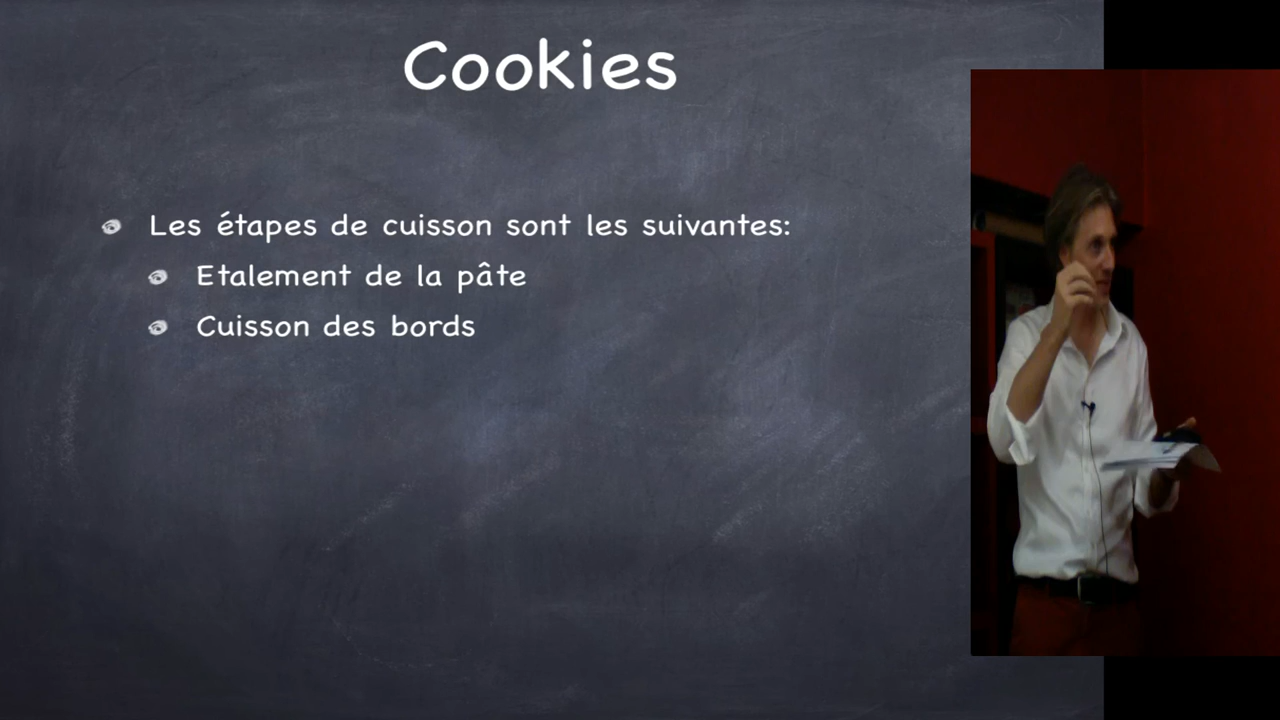 Cookies
Les étapes de cuisson sont les suivantes:
Etalement de la pâte
Cuisson des bords